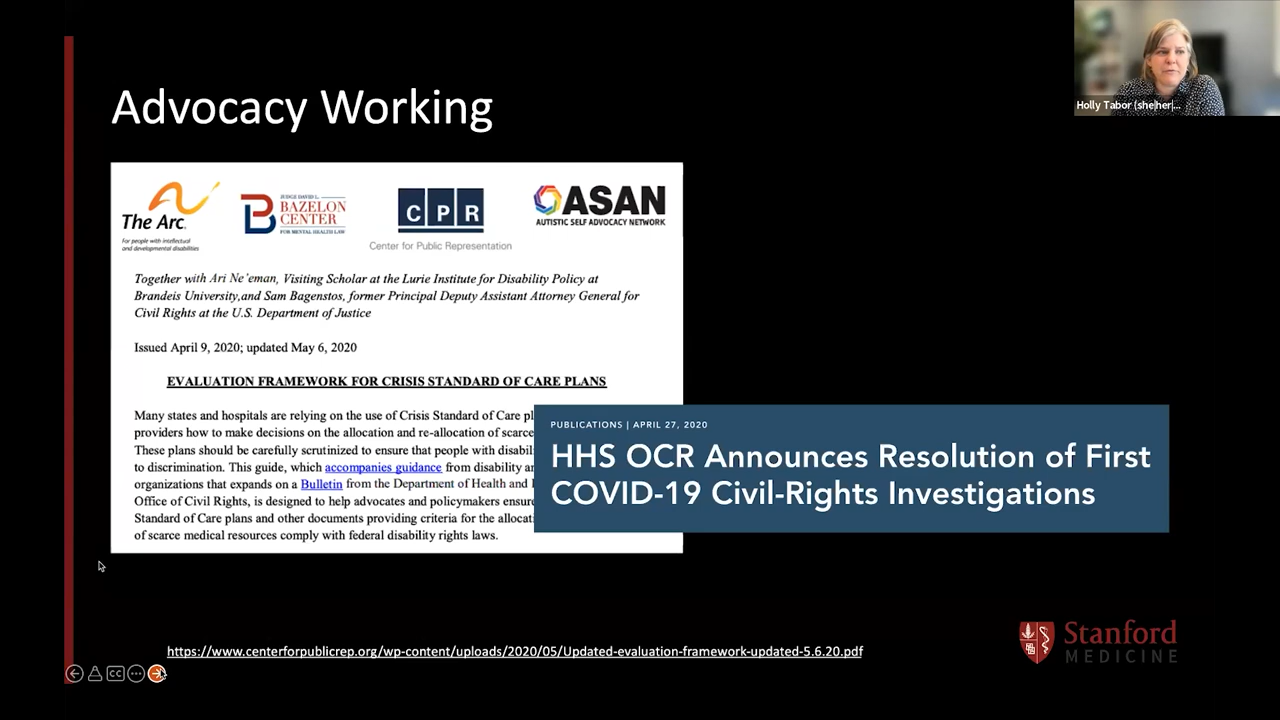 Advocacy Working
Holly Tabor (she|her|...
The Arc.
For people with intellectual
and developmental disabilities
JUDGE DAVID L.
BAZELON
CENTER
FOR MENTAL HEALTH LAW
CPR
Center for Public Representation
ASAN
AUTISTIC SELF ADVOCACY NETWORK
Together with Ari Ne'eman, Visiting Scholar at the Lurie Institute for Disability Policy at
Brandeis University,and Sam Bagenstos, former Principal Deputy Assistant Attorney General for
Civil Rights at the U.S. Department of Justice
Issued April 9, 2020; updated May 6, 2020
EVALUATION FRAMEWORK FOR CRISIS STANDARD OF CARE PLANS
Many states and hospitals are relying on the use of Crisis Standard of Care pl
providers how to make decisions on the allocation and re-allocation of scarce
These plans should be carefully scrutinized to ensure that people with disabil
to discrimination. This guide, which accompanies guidance from disability an
organizations that expands on a Bulletin from the Department of Health and
Office of Civil Rights, is designed to help advocates and policymakers ensure
Standard of Care plans and other documents providing criteria for the allocati
of scarce medical resources comply with federal disability rights laws.
PUBLICATIONS | APRIL 27, 2020
HHS OCR Announces Resolution of First
COVID-19 Civil-Rights Investigations
https://www.centerforpublicrep.org/wp-content/uploads/2020/05/Updated-evaluation-framework-updated-5.6.20.pdf
Stanford
MEDICINE
CC